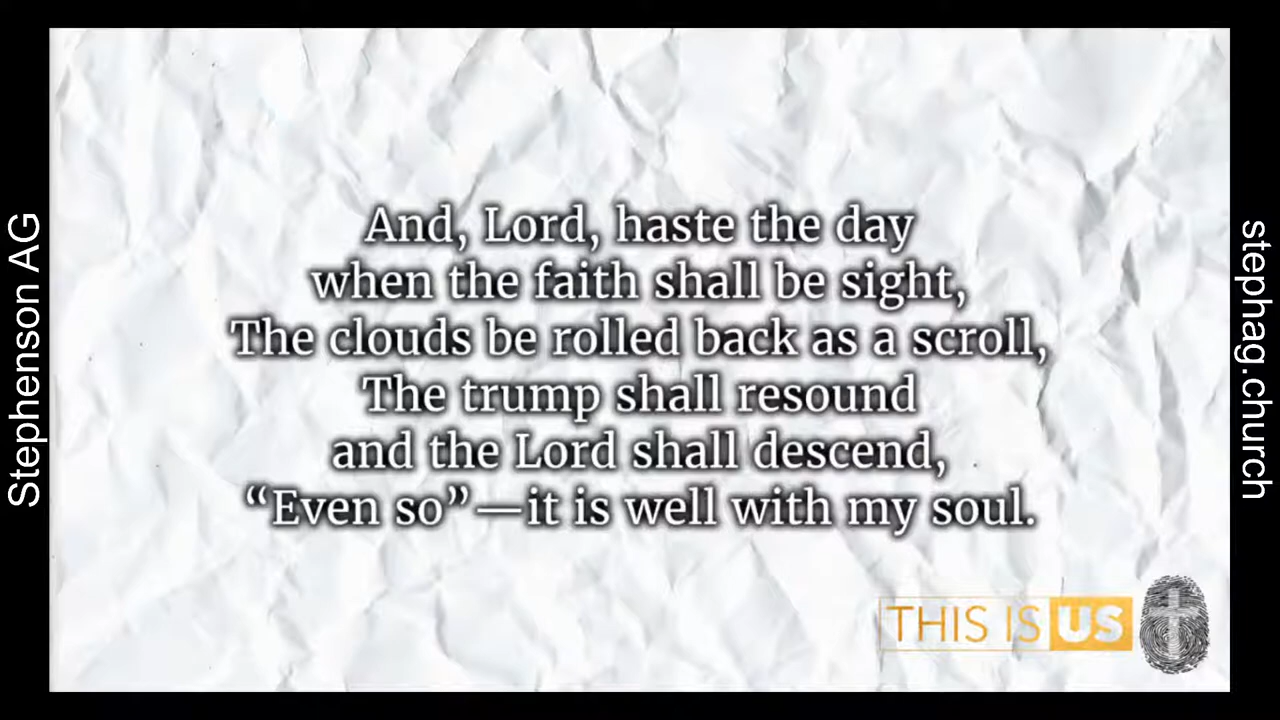 Stephenson AG
And, Lord, haste the day
when the faith shall be sight,
The clouds be rolled back as a scroll,
The trump shall resound
and the Lord shall descend,
“Even so”—it is well with my soul.
THIS IS US
stephag.church